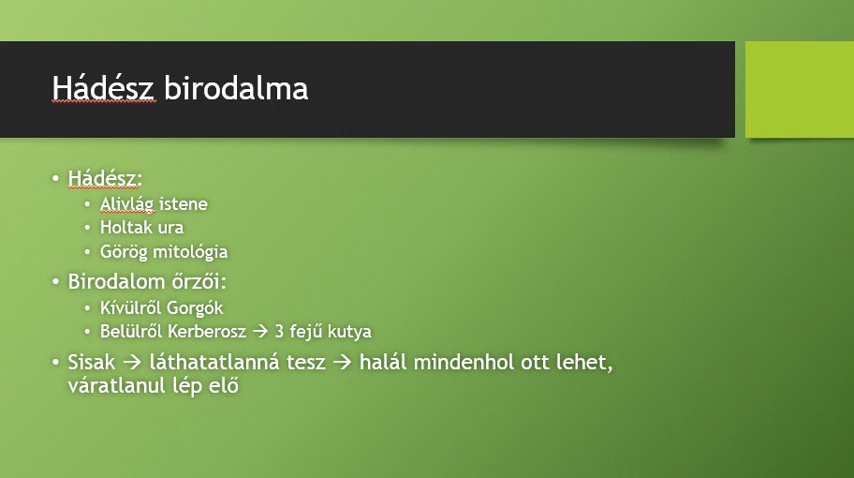 Hádész birodalma
• Hádész:
• Alivlág istene
• Holtak ura
• Görög mitológia
• Birodalom őrzői:
• Kívülről Gorgók
• Belülről Kerberosz → 3 fejű kutya
• Sisak → láthatatlanná tesz → halál mindenhol ott lehet,
váratlanul lép elő